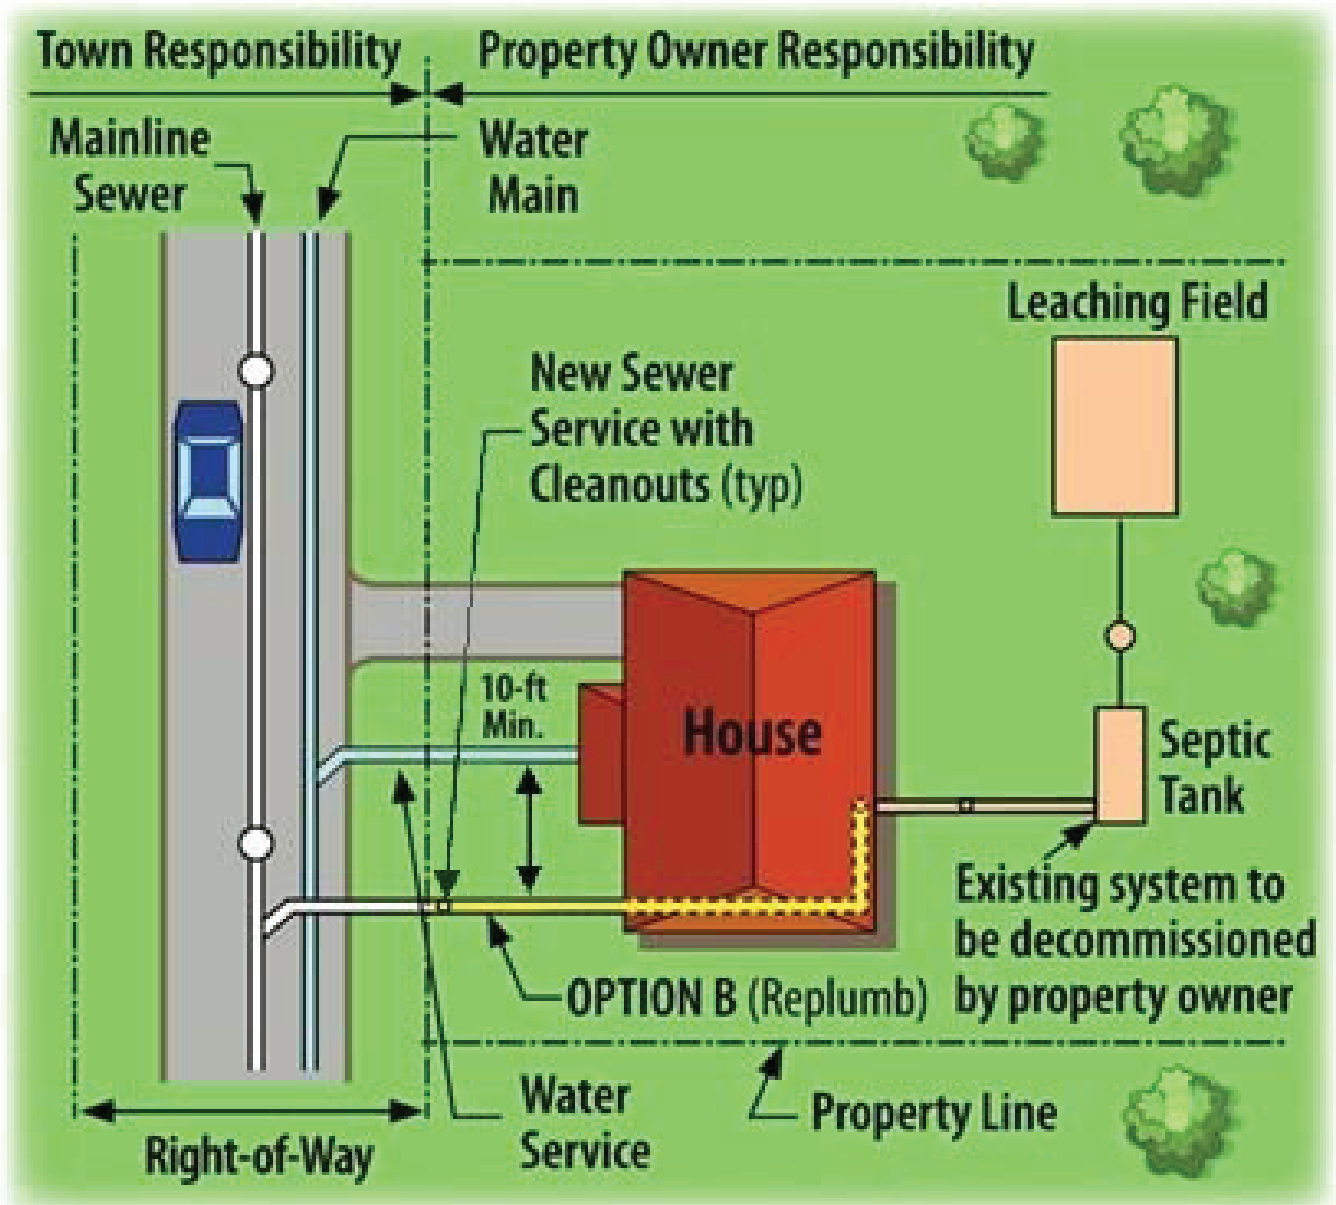 Town Responsibility
Property Owner Responsibility
Mainline
Sewer
Water
Main
Leaching Field
New Sewer
Service with
Cleanouts (typ)
10-ft
Min.
House
Septic
Tank
Existing system to
be decommissioned
by property owner
OPTION B (Replumb)
Water
Service
Property Line
Right-of-Way